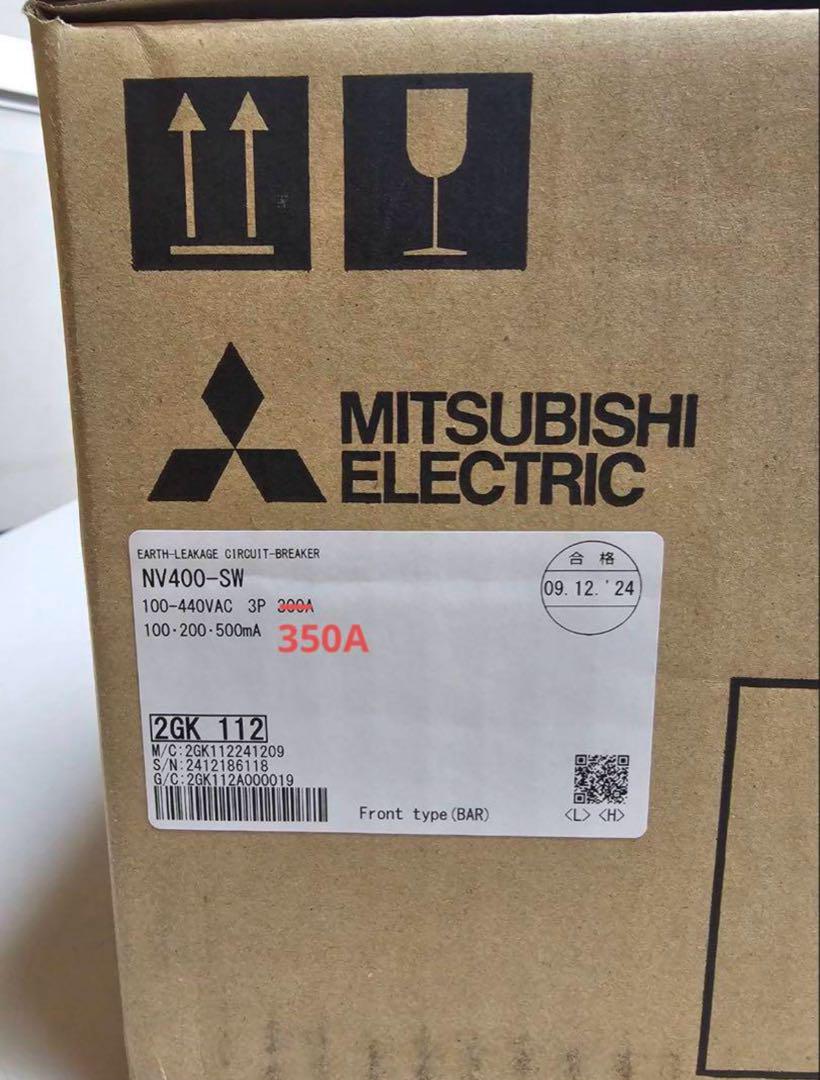 MITSUBISHI
ELECTRIC
EARTH-LEAKAGE CIRCUIT-BREAKER
NV400-SW
100-440VAC 3P 300A
100·200·500mA
350A
合格
09.12.'24
2GK 112
M/C:2GK112241209
S/N:2412186118
G/C:2GK112A000019
Front type(BAR)
<L> <H>